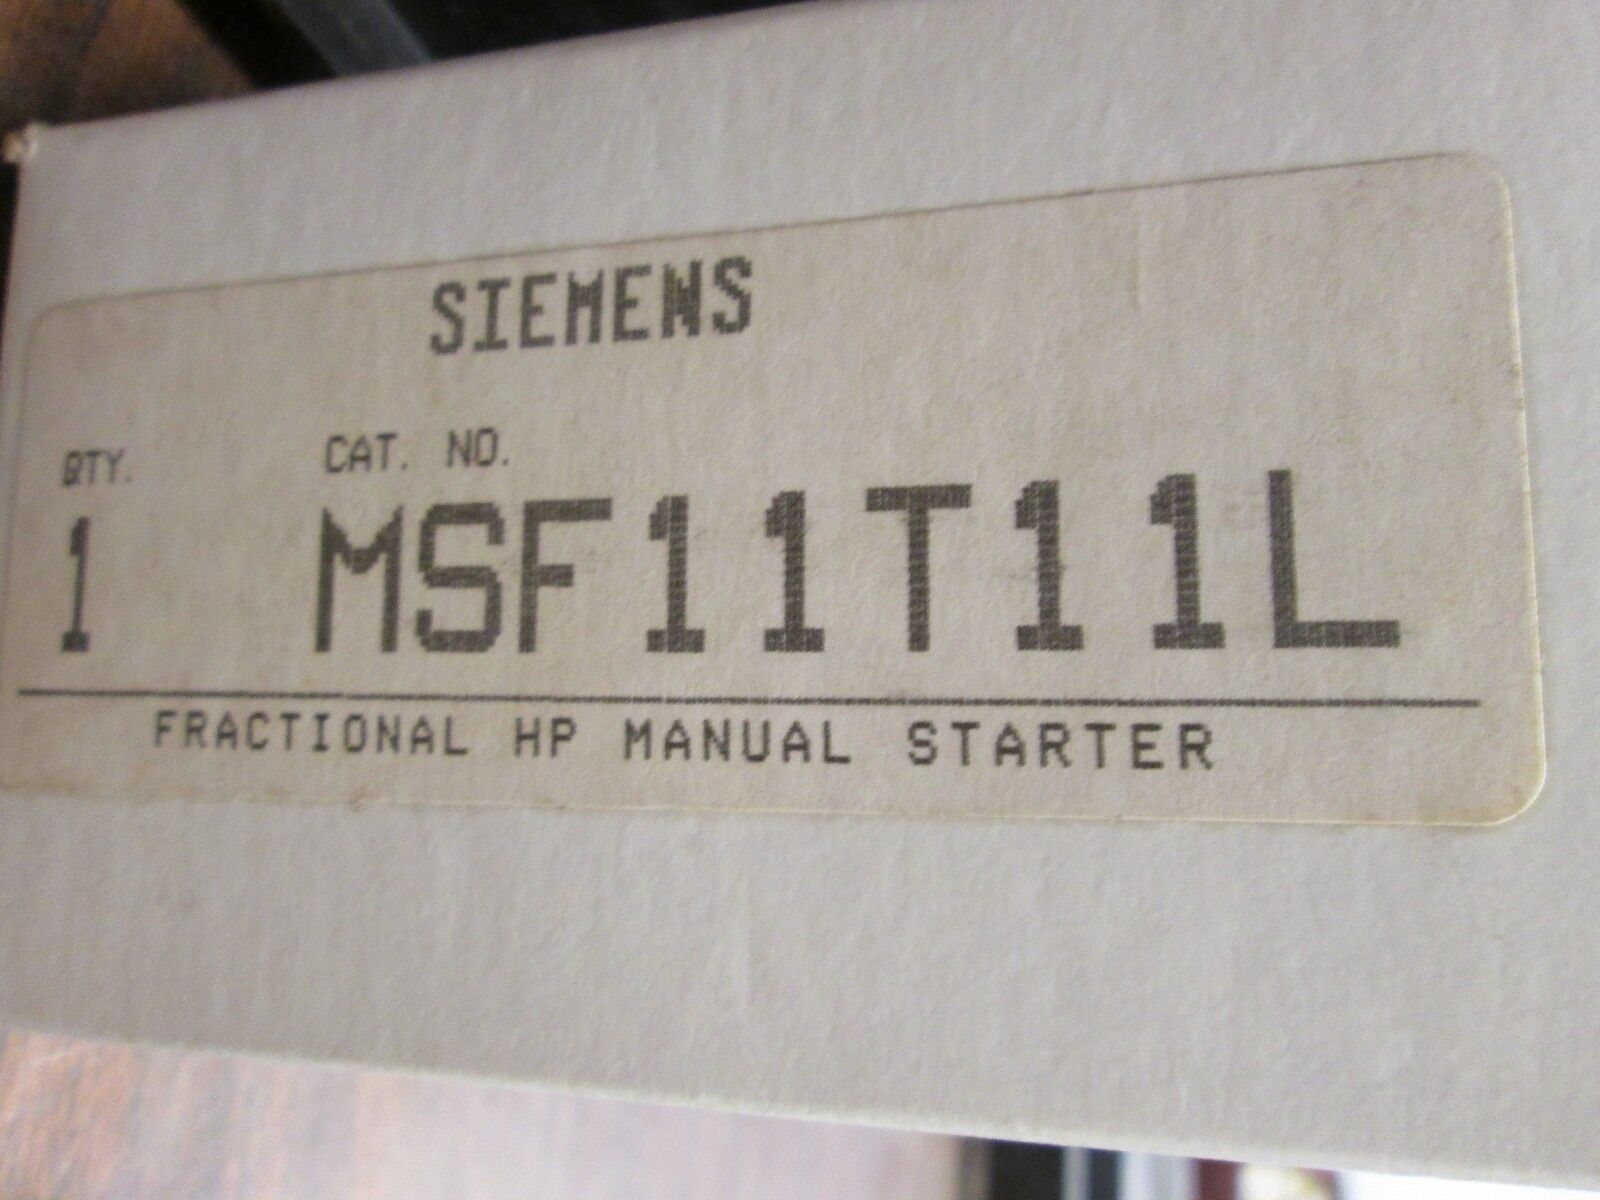 SIEMENS
QTY. CAT. NO.
1 MSF11T11L
FRACTIONAL HP MANUAL STARTER